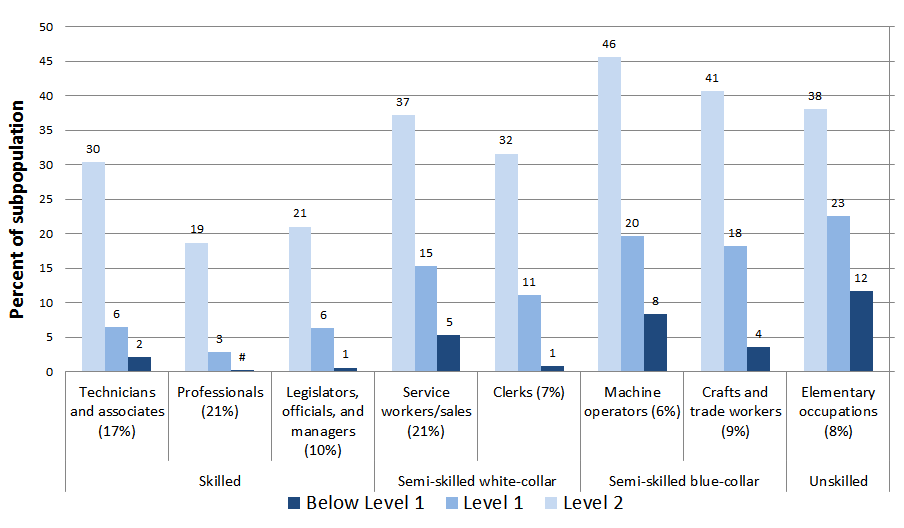 50
45
40
35
30
25
20
15
10
5
0
Percent of subpopulation
30
6
2
19
3
#
21
6
1
37
15
5
32
11
1
46
20
8
41
18
4
38
23
12
Technicians
and associates
(17%)
Professionals
(21%)
Legislators,
officials, and
managers
(10%)
Service
workers/sales
(21%)
Clerks (7%)
Machine
operators (6%)
Crafts and
trade workers
(9%)
Elementary
occupations
(8%)
Skilled
Semi-skilled white-collar
Semi-skilled blue-collar
Unskilled
Below Level 1
Level 1
Level 2